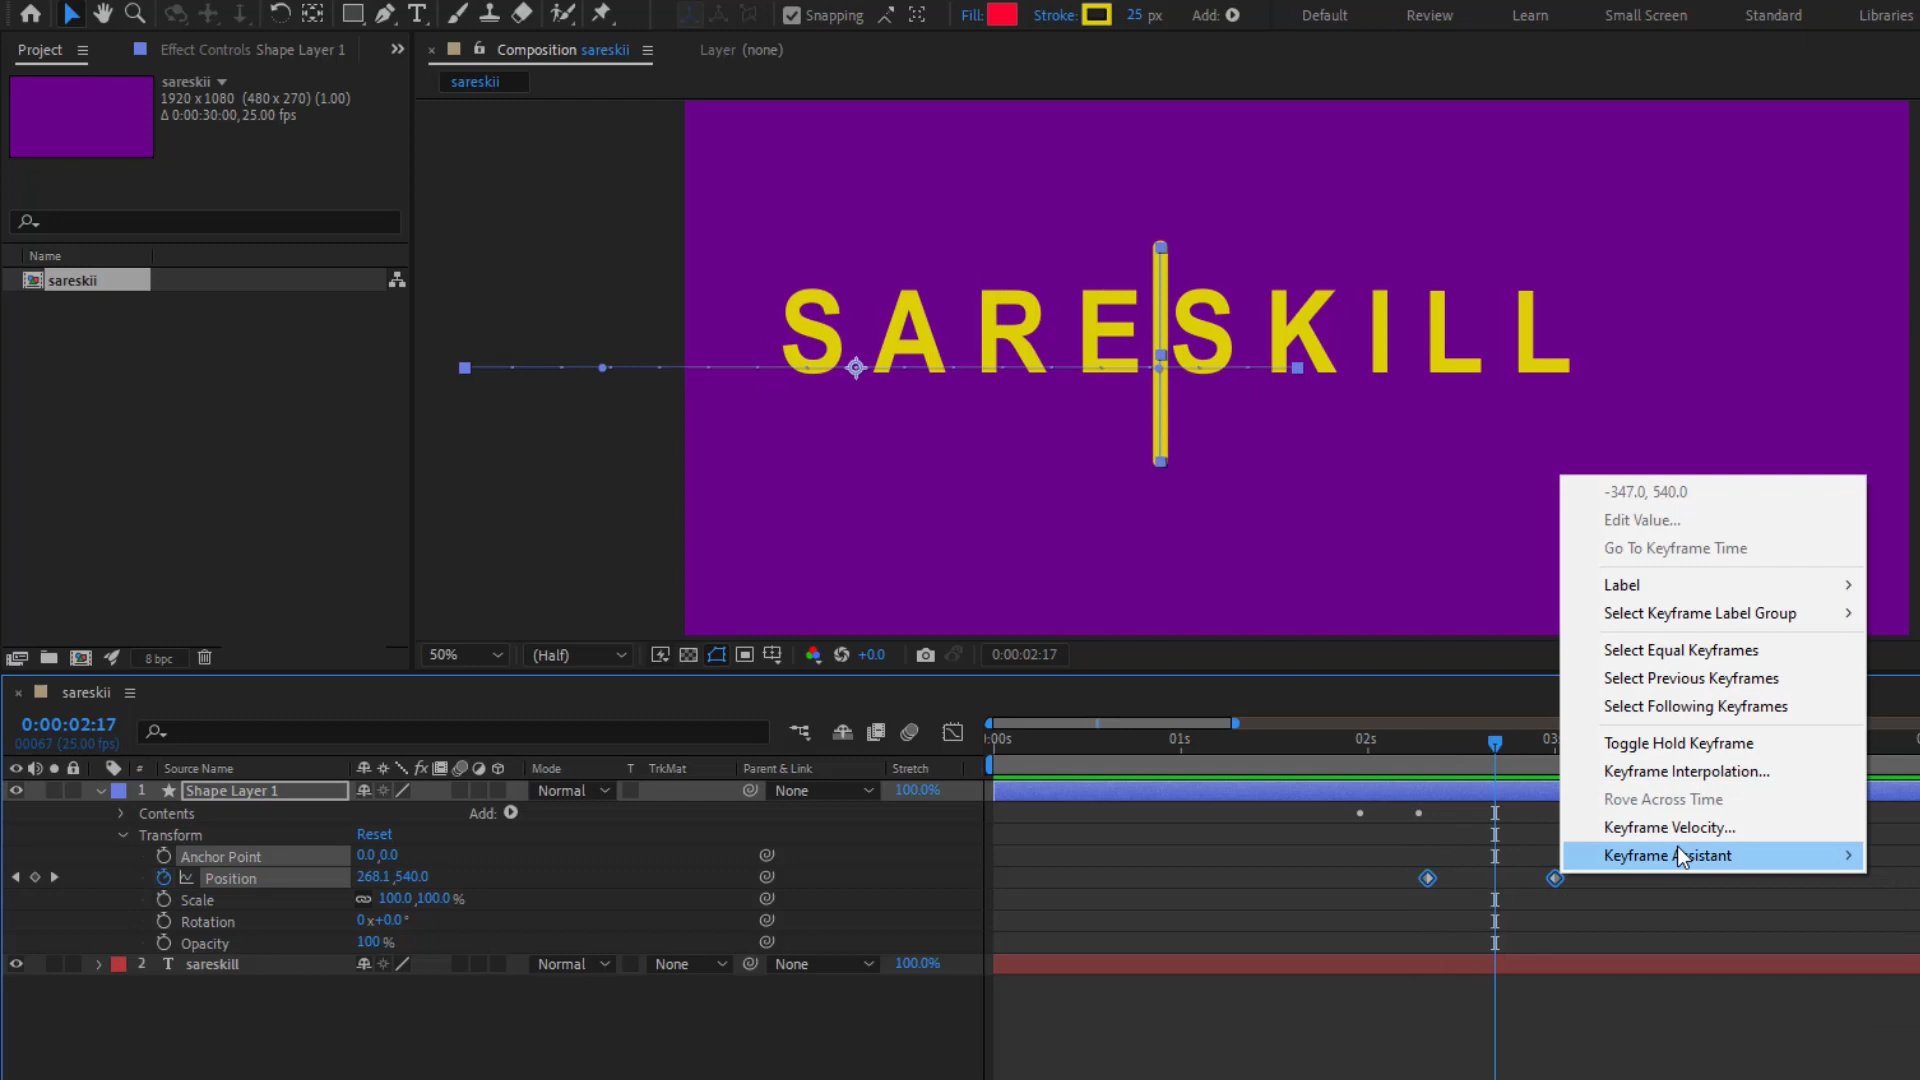 Snapping
Fill:
Stroke:
25 px
Add:
Default
Review
Learn
Small Screen
Standard
Libraries
Project
Effect Controls Shape Layer 1
Composition sareskii
Layer (none)
sareskii
1920 x 1080 (480 x 270) (1.00)
Δ 0:00:30:00, 25.00 fps
sareskii
Name
sareskii
SARESKILL
8 bpc
50%
(Half)
+0.0
0:00:02:17
-347.0, 540.0
Edit Value...
Go To Keyframe Time
Label
Select Keyframe Label Group
Select Equal Keyframes
Select Previous Keyframes
Select Following Keyframes
Toggle Hold Keyframe
Keyframe Interpolation...
Rove Across Time
Keyframe Velocity...
Keyframe Assistant
sareskii
0:00:02:17
00067 (25.00 fps)
:00s
01s
02s
# Source Name
fx
Mode
T TrkMat
Parent & Link
Stretch
1 Shape Layer 1
Normal
None
100.0%
Contents
Add:
Transform
Reset
Anchor Point
0.0,0.0
Position
268.1,540.0
Scale
100.0,100.0%
Rotation
0x+0.0°
Opacity
100%
2 T sareskill
Normal
None
None
100.0%